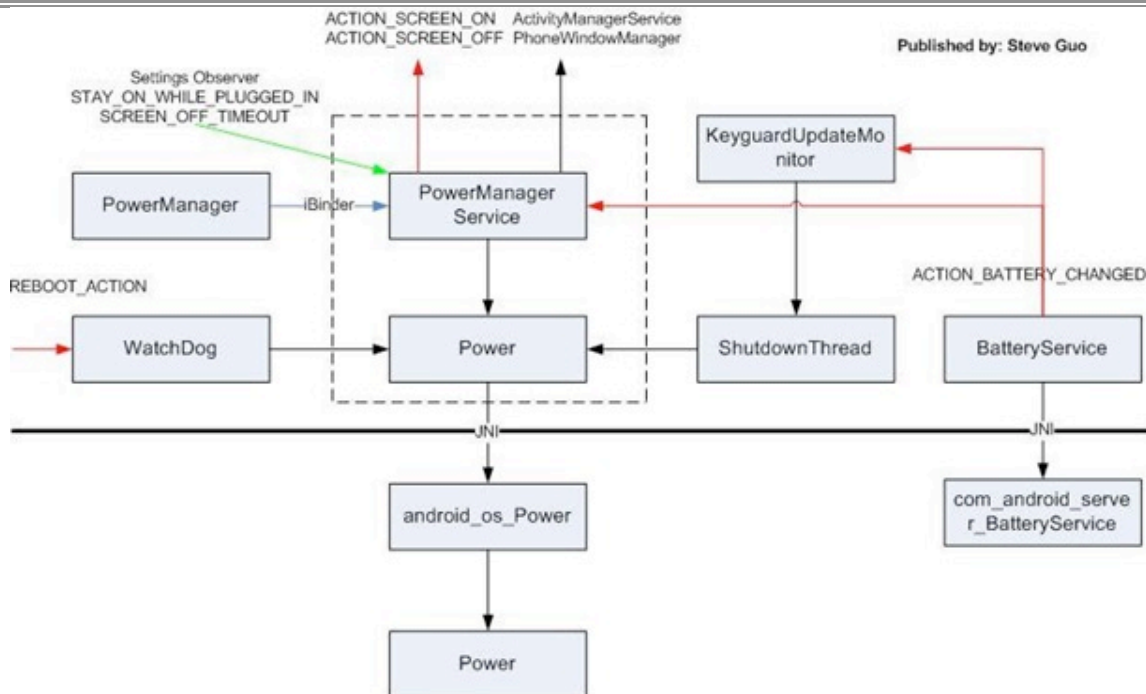 ACTION_SCREEN_ON ActivityManagerService
ACTION_SCREEN_OFF PhoneWindowManager
Published by: Steve Guo
Settings Observer
STAY_ON_WHILE_PLUGGED_IN
SCREEN_OFF_TIMEOUT
KeyguardUpdateMo
nitor
PowerManager
iBinder
PowerManager
Service
REBOOT_ACTION
ACTION_BATTERY_CHANGED
WatchDog
Power
ShutdownThread
BatteryService
JNI
JNI
android_os_Power
com_android_serve
r_BatteryService
Power